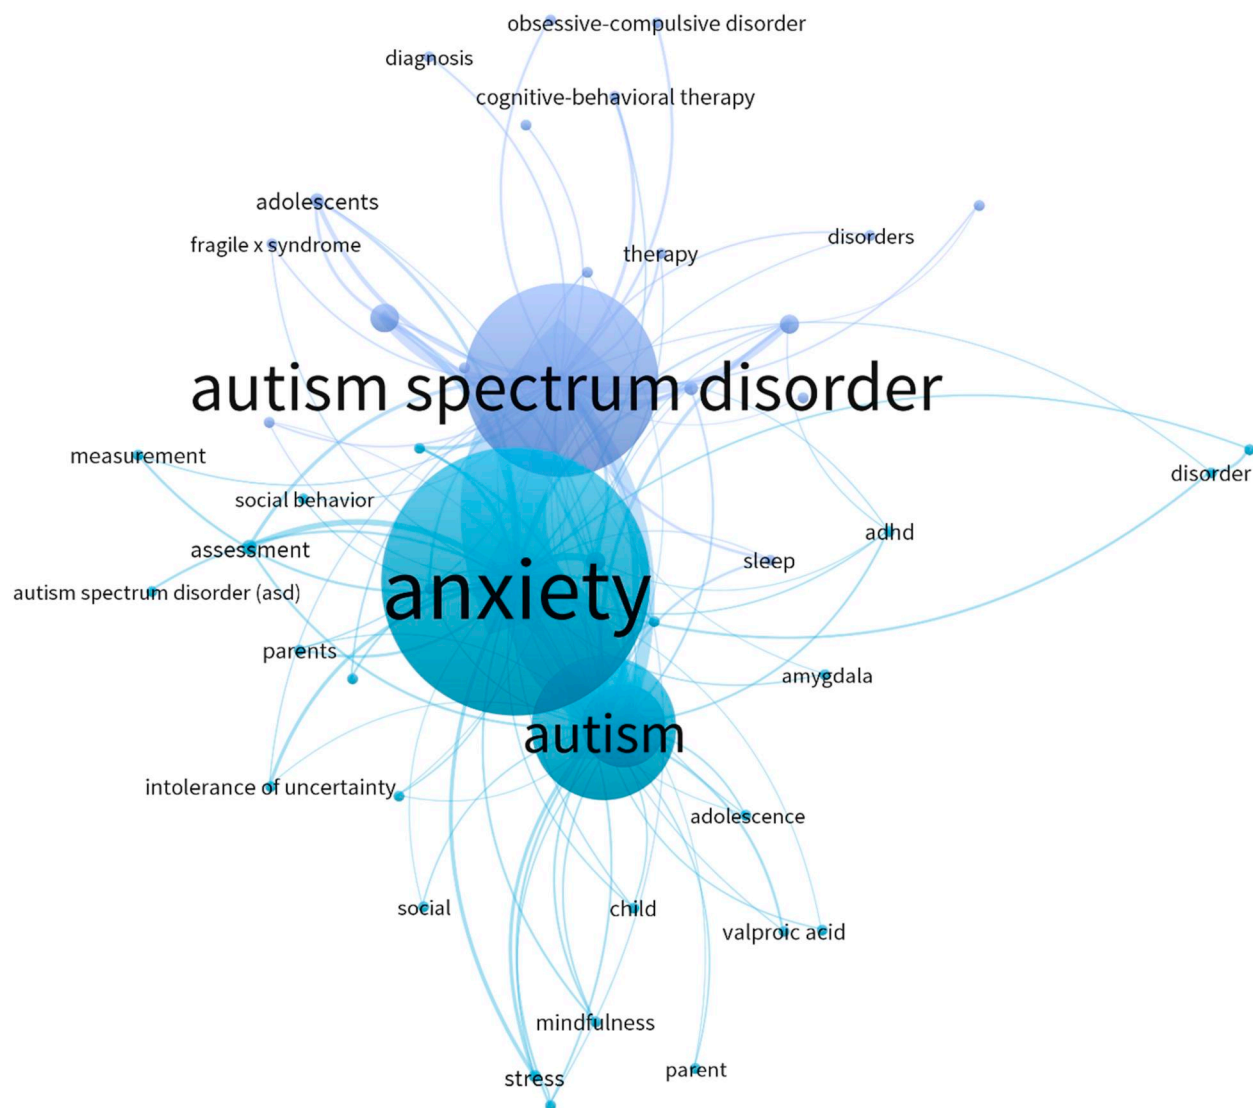 obsessive-compulsive disorder
diagnosis
cognitive-behavioral therapy
adolescents
disorders
fragile x syndrome
therapy
autism spectrum disorder
measurement
disorder
social behavior
adhd
assessment
sleep
anxiety
autism spectrum disorder (asd)
parents
amygdala
autism
intolerance of uncertainty
adolescence
social
child
valproic acid
mindfulness
parent
stress